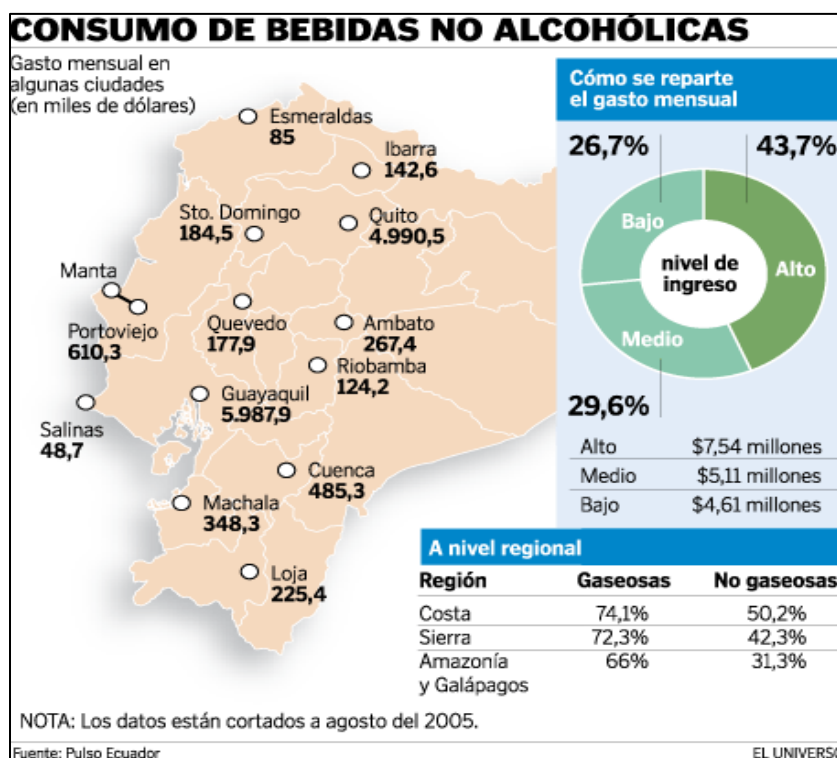 CONSUMO DE BEBIDAS NO ALCOHÓLICAS
Gasto mensual en
algunas ciudades
(en miles de dólares)
Esmeraldas
85
Ibarra
142,6
Sto. Domingo
184,5
Quito
4.990,5
Manta
Portoviejo
610,3
Quevedo
177,9
Ambato
267,4
Riobamba
124,2
Guayaquil
5.987,9
Salinas
48,7
Cuenca
485,3
Machala
348,3
Loja
225,4
Cómo se reparte
el gasto mensual
26,7% 43,7%
Bajo
Alto
nivel de
ingreso
Medio
29,6%
Alto $7,54 millones
Medio $5,11 millones
Bajo $4,61 millones
A nivel regional
Región Gaseosas No gaseosas
Costa 74,1% 50,2%
Sierra 72,3% 42,3%
Amazonía 66% 31,3%
y Galápagos
NOTA: Los datos están cortados a agosto del 2005.
Fuente: Pulso Ecuador EL UNIVERSO